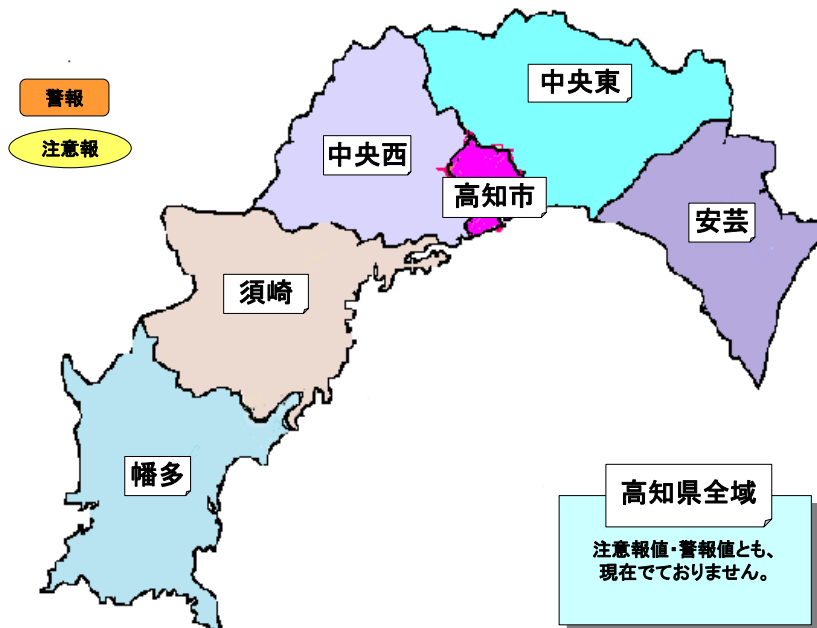 警報
注意報
中央東
中央西
高知市
安芸
須崎
幡多
高知県全域
注意報値・警報値とも、
現在でておりません。